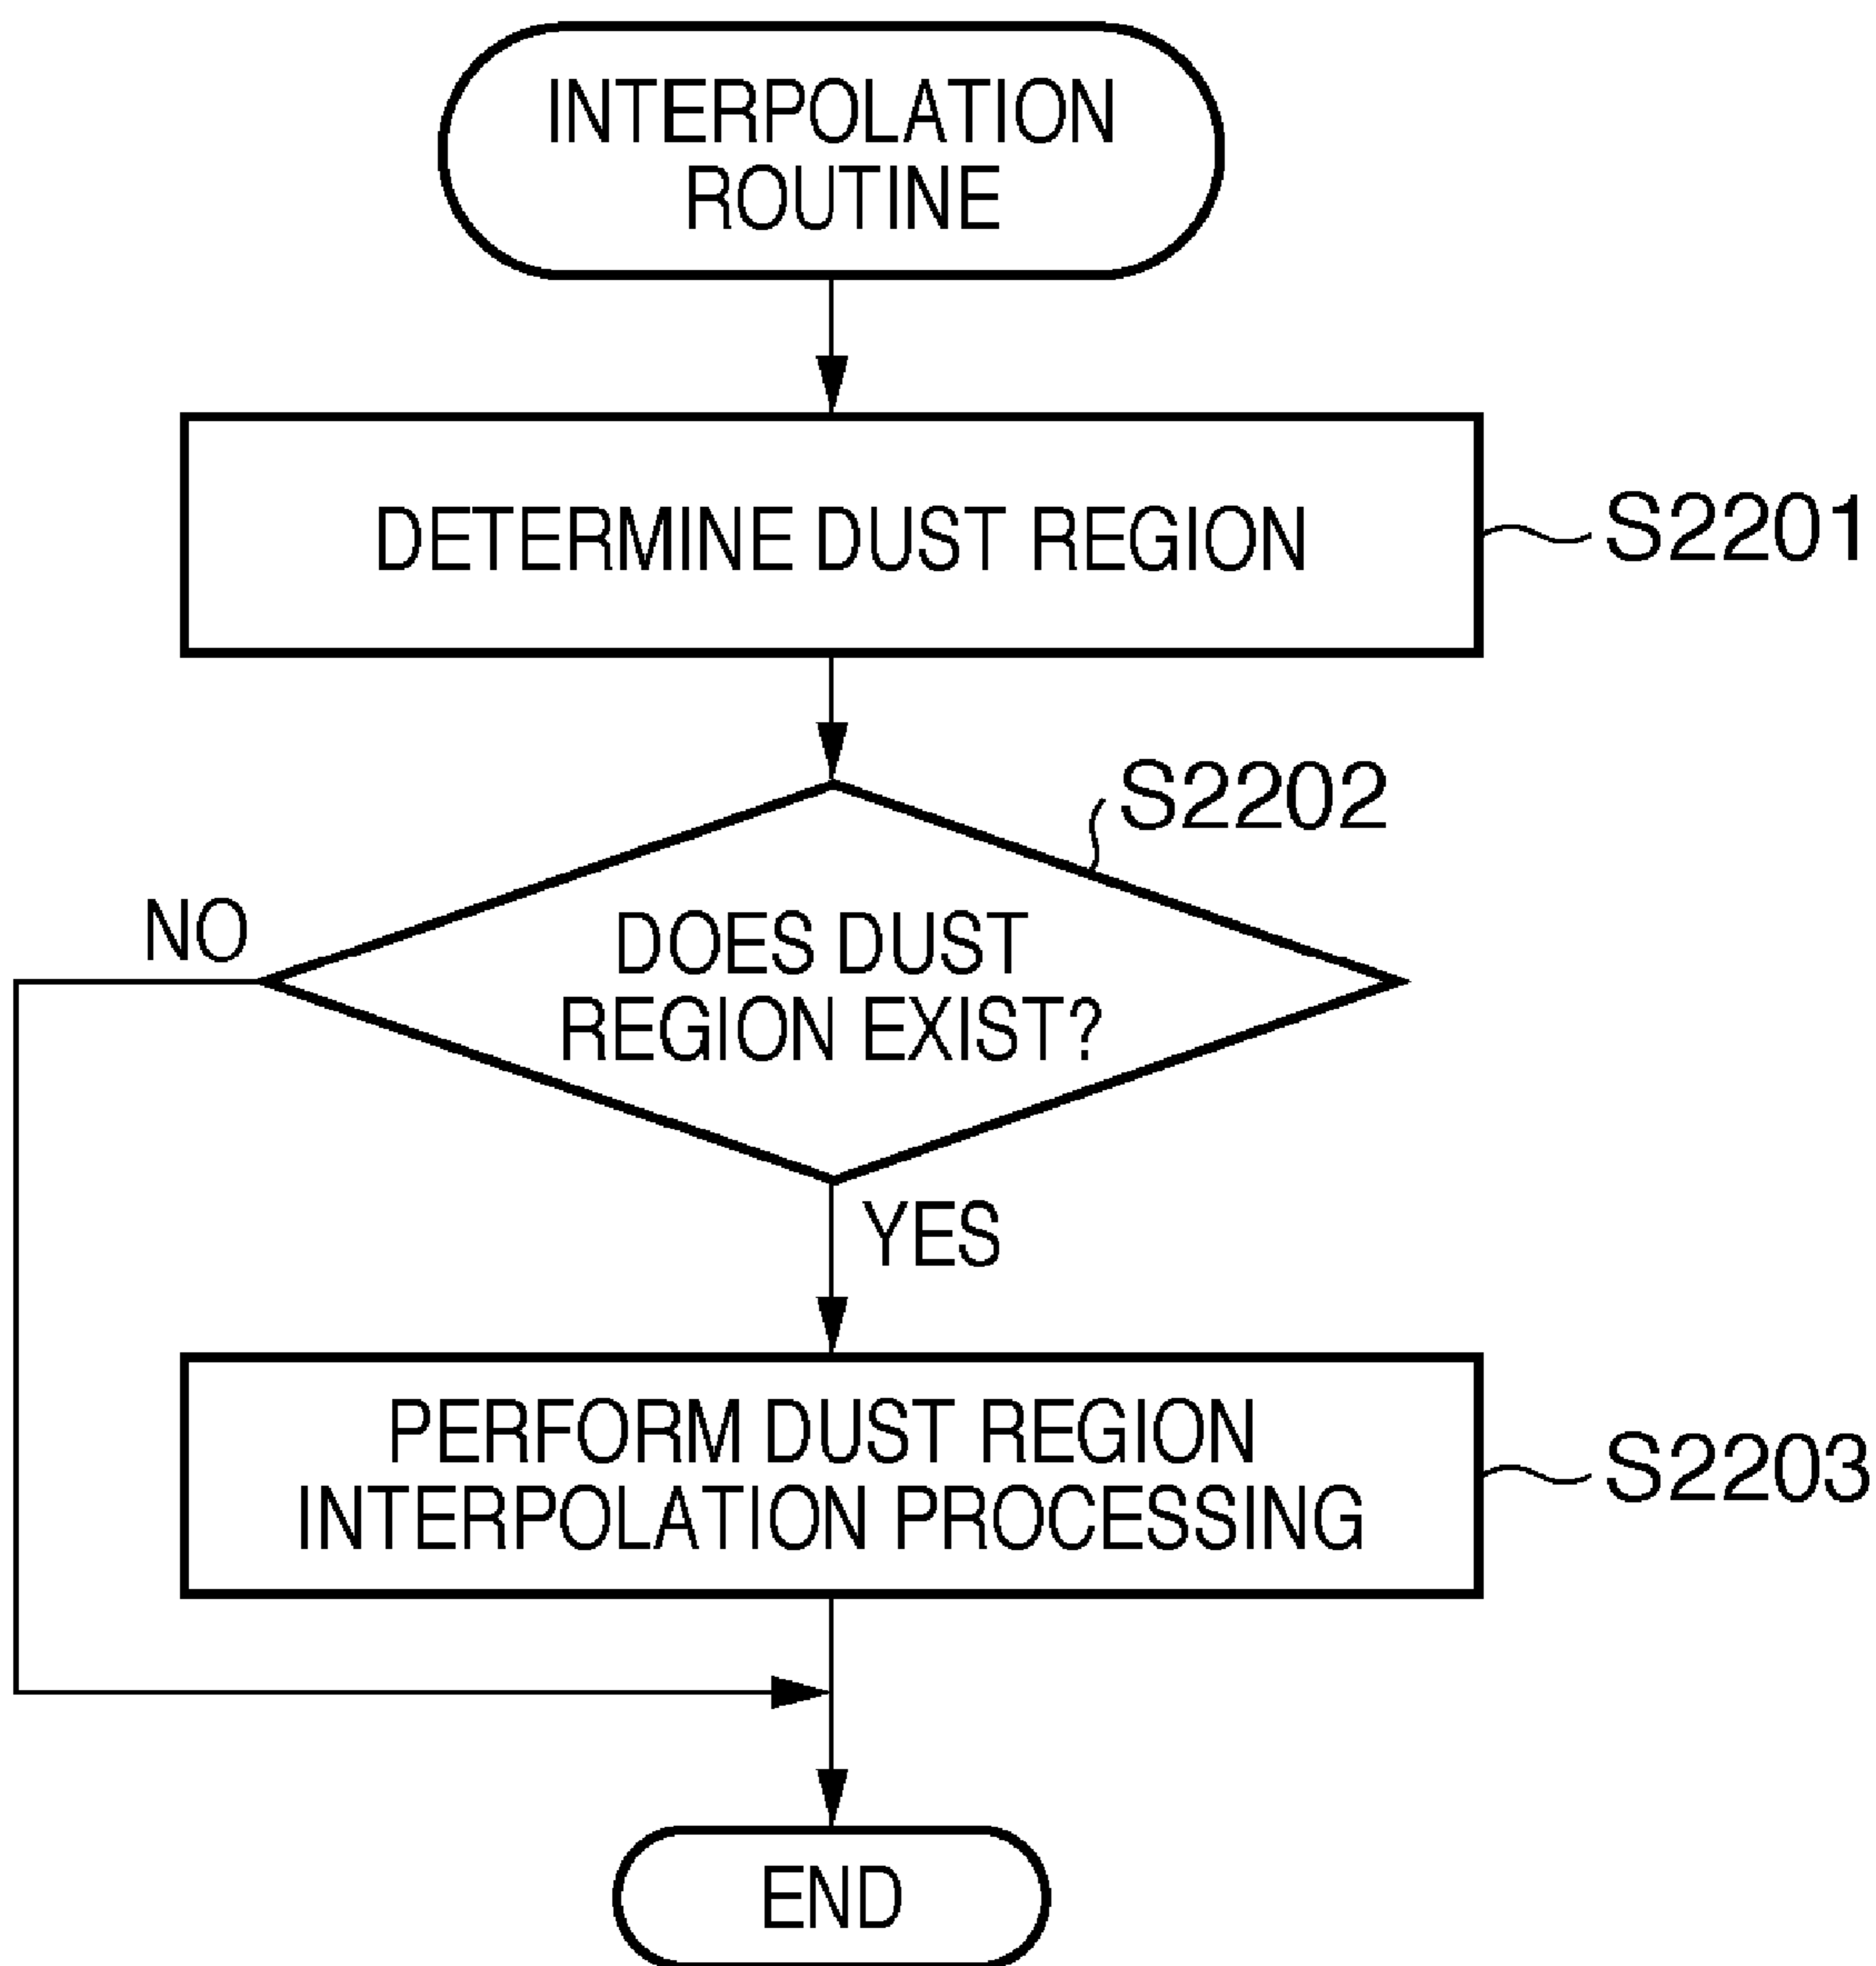 INTERPOLATION
ROUTINE
DETERMINE DUST REGION
S2201
S2202
NO
DOES DUST
REGION EXIST?
YES
PERFORM DUST REGION
INTERPOLATION PROCESSING
S2203
END